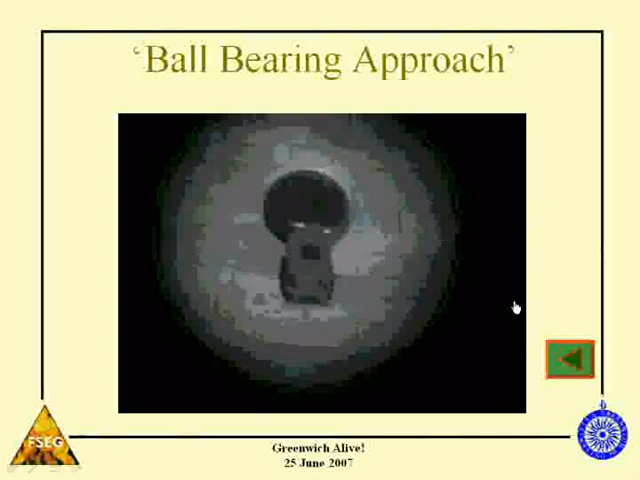 ‘Ball Bearing Approach’
FSEG
Greenwich Alive!
25 June 2007